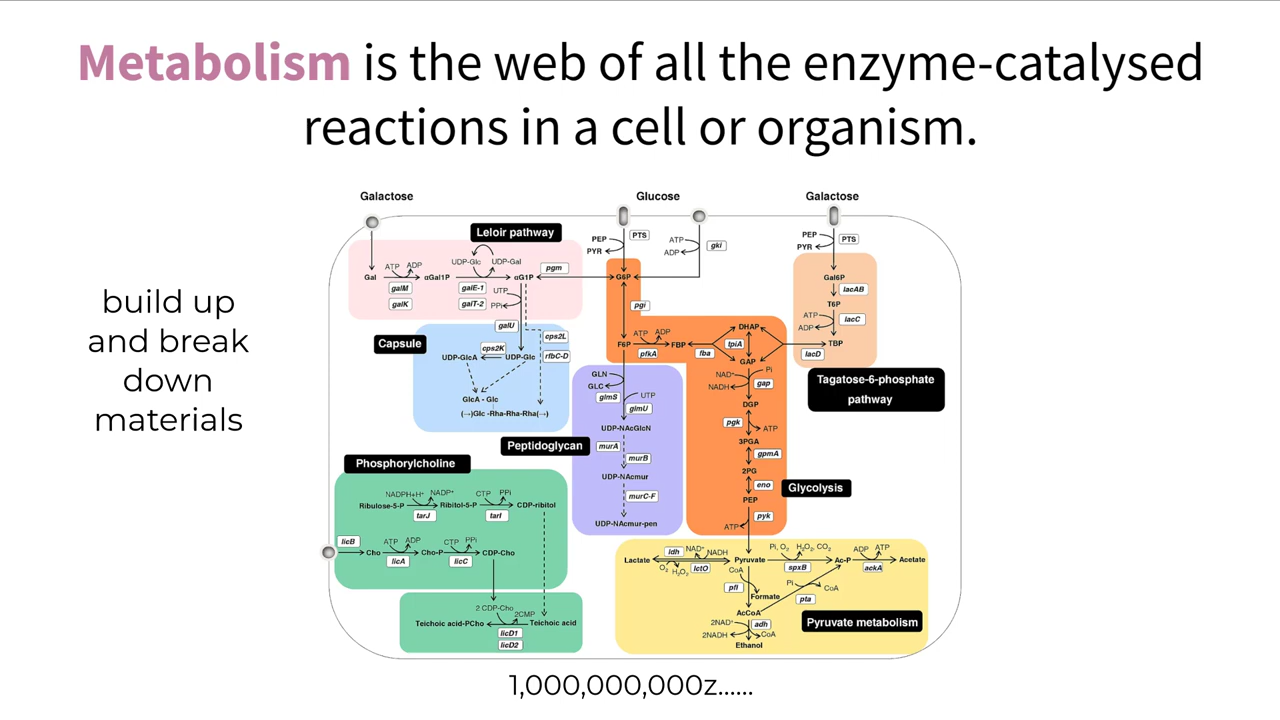 Metabolism is the web of all the enzyme-catalysed
reactions in a cell or organism.
build up
and break
down
materials
Galactose
Glucose
Galactose
Leloir pathway
UDP-Glc UDP-Gal
ATP ADP
Gal
αGal1P
αG1P
galM
galK
galE-1
galT-2
UTP
PPi
pgm
galU
PEP
PYR
PTS
ATP
ADP
gki
G6P
pgi
F6P
ATP ADP
pfkA
FBP
fba
DHAP
tpiA
GAP
PEP
PYR
PTS
Gal6P
lacAB
T6P
ATP
ADP
lacC
TBP
lacD
Tagatose-6-phosphate
pathway
Capsule
cps2K
cps2L
rfbC-D
UDP-GlcA
UDP-Glc
GlcA - Glc
(→)Glc -Rha-Rha-Rha(→)
Peptidoglycan
GLN
GLC
glmS
UTP
glmU
UDP-NAcGlcN
murA
murB
UDP-NAcmur
murC-F
UDP-NAcmur-pen
NAD⁺
NADH
Pi
gap
DGP
pgk
ATP
3PGA
gpmA
2PG
eno
PEP
ATP
pyk
Glycolysis
Phosphorylcholine
NADPH+H⁺ NADP⁺
CTP PPi
Ribulose-5-P
Ribitol-5-P
CDP-ribitol
tarJ
tarI
licB
Cho
ATP ADP
licA
Cho-P
CTP PPi
licC
CDP-Cho
2 CDP-Cho
2CMP
Teichoic acid-PCho
Teichoic acid
licD1
licD2
Lactate
ldh
NAD⁺ NADH
O₂ H₂O₂
lctO
Pyruvate
Pi, O₂ H₂O₂, CO₂
spxB
Ac-P
ADP ATP
ackA
Acetate
CoA
pfl
Formate
Pi
CoA
pta
AcCoA
2NAD⁺
2NADH
adh
CoA
Ethanol
Pyruvate metabolism
1,000,000,000z......